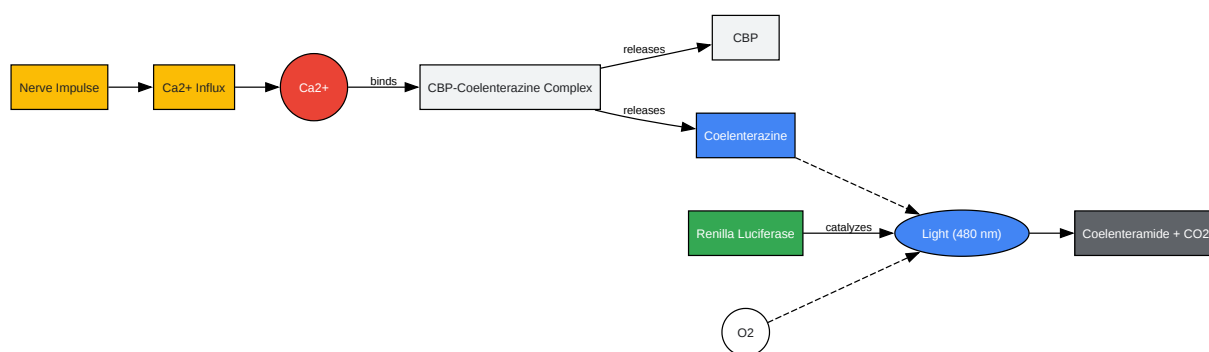 Nerve Impulse
Ca2+ Influx
Ca2+
binds
CBP-Coelenterazine Complex
releases
CBP
releases
Coelenterazine
Renilla Luciferase
catalyzes
Light (480 nm)
Coelenteramide + CO2
O2